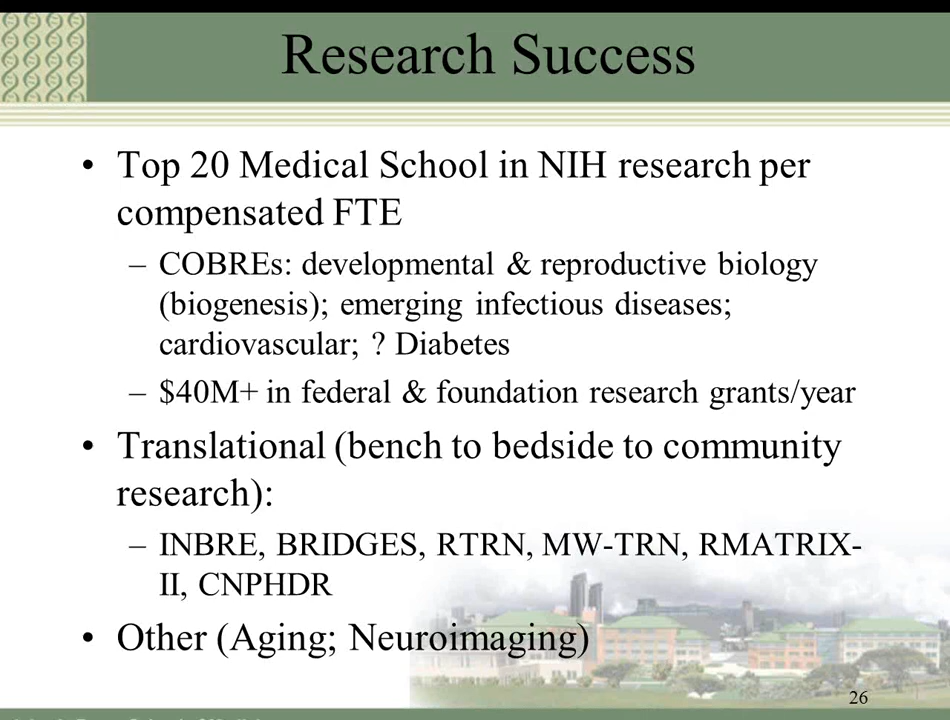 Research Success
• Top 20 Medical School in NIH research per
compensated FTE
– COBREs: developmental & reproductive biology
(biogenesis); emerging infectious diseases;
cardiovascular; ? Diabetes
– $40M+ in federal & foundation research grants/year
• Translational (bench to bedside to community
research):
– INBRE, BRIDGES, RTRN, MW-TRN, RMATRIX-
II, CNPHDR
• Other (Aging; Neuroimaging)
26